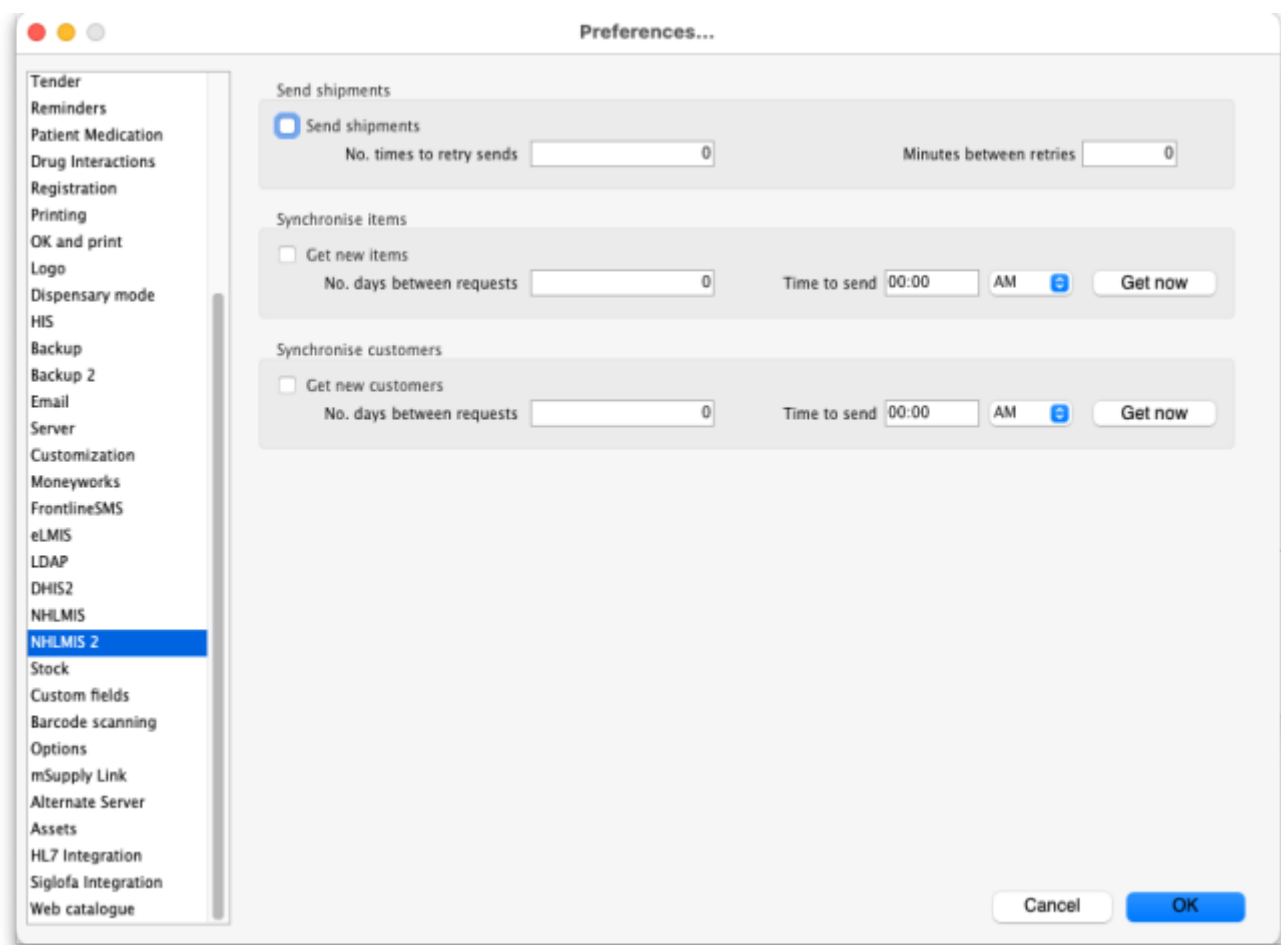 Preferences...
Tender
Reminders
Patient Medication
Drug Interactions
Registration
Printing
OK and print
Logo
Dispensary mode
HIS
Backup
Backup 2
Email
Server
Customization
Moneyworks
FrontlineSMS
eLMIS
LDAP
DHIS2
NHLMIS
NHLMIS 2
Stock
Custom fields
Barcode scanning
Options
mSupply Link
Alternate Server
Assets
HL7 Integration
Siglofa Integration
Web catalogue
Send shipments
Send shipments
No. times to retry sends 0 Minutes between retries 0
Synchronise items
Get new items
No. days between requests 0 Time to send 00:00 AM Get now
Synchronise customers
Get new customers
No. days between requests 0 Time to send 00:00 AM Get now
Cancel OK